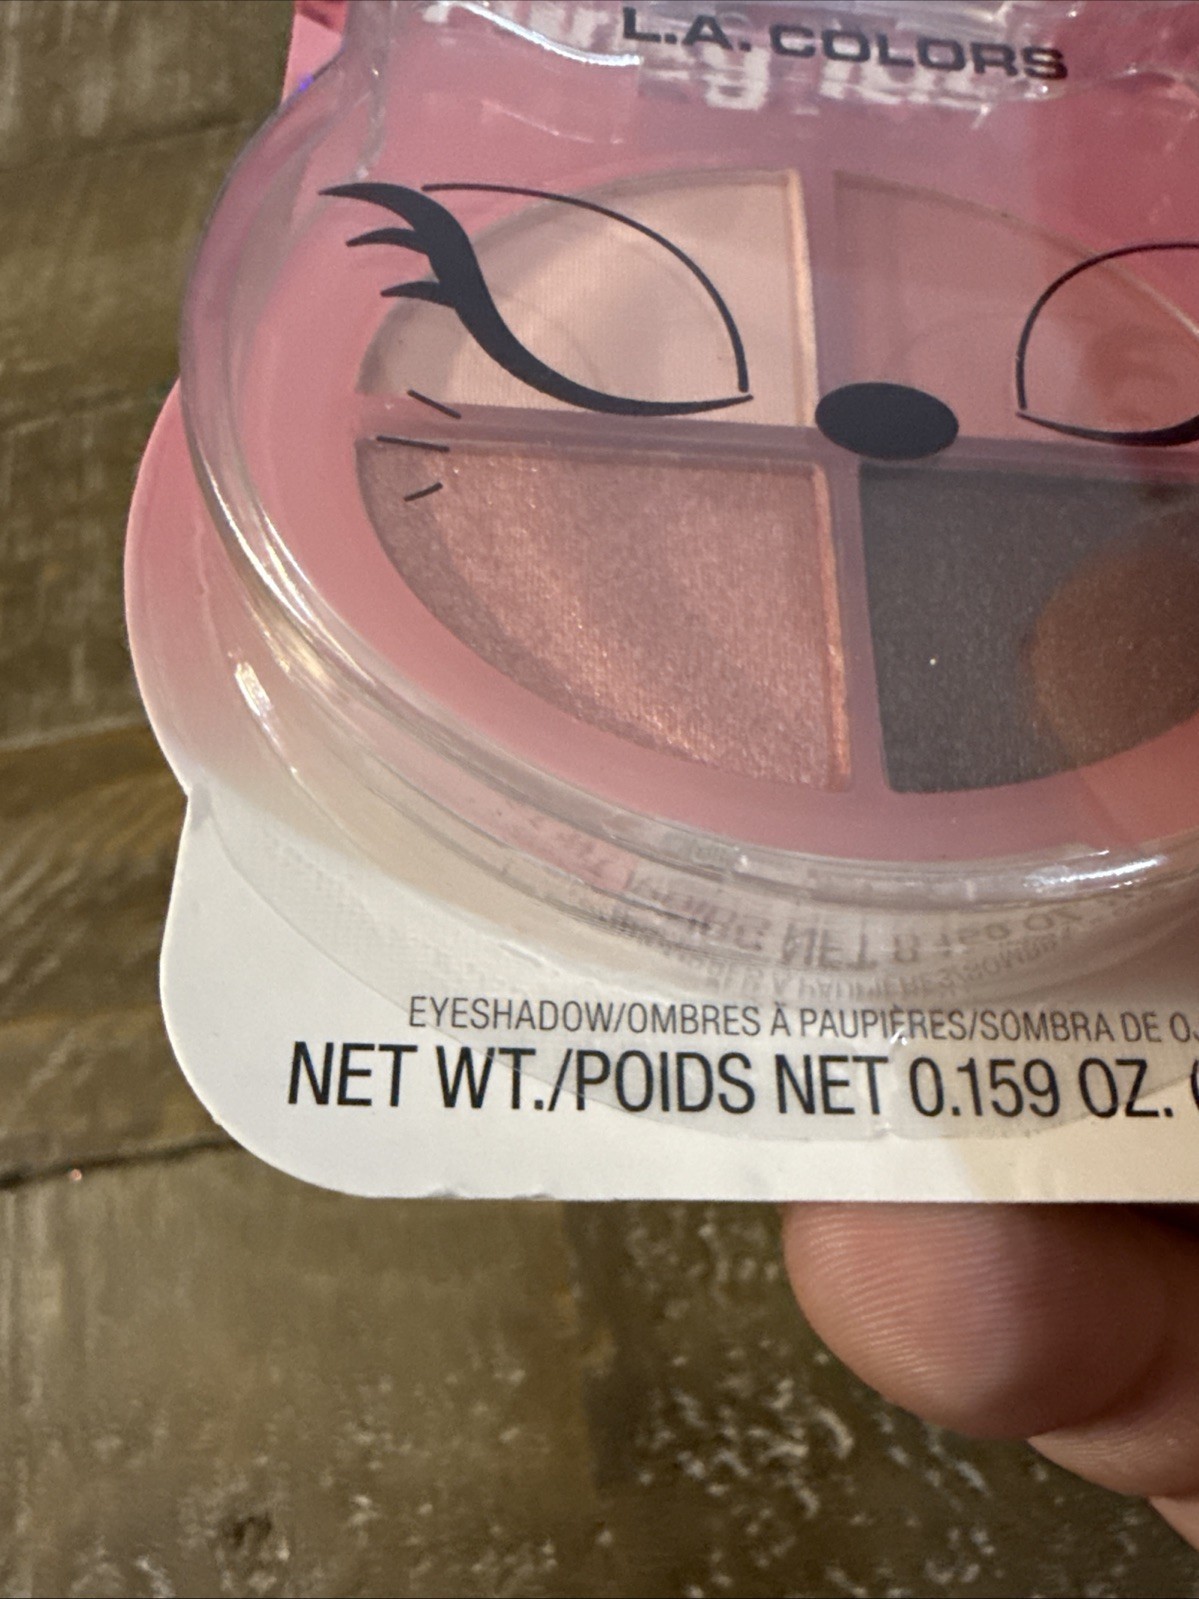 L.A. COLORS
EYESHADOW/OMBRES À PAUPIÈRES/SOMBRA DE O
NET WT./POIDS NET 0.159 OZ. (